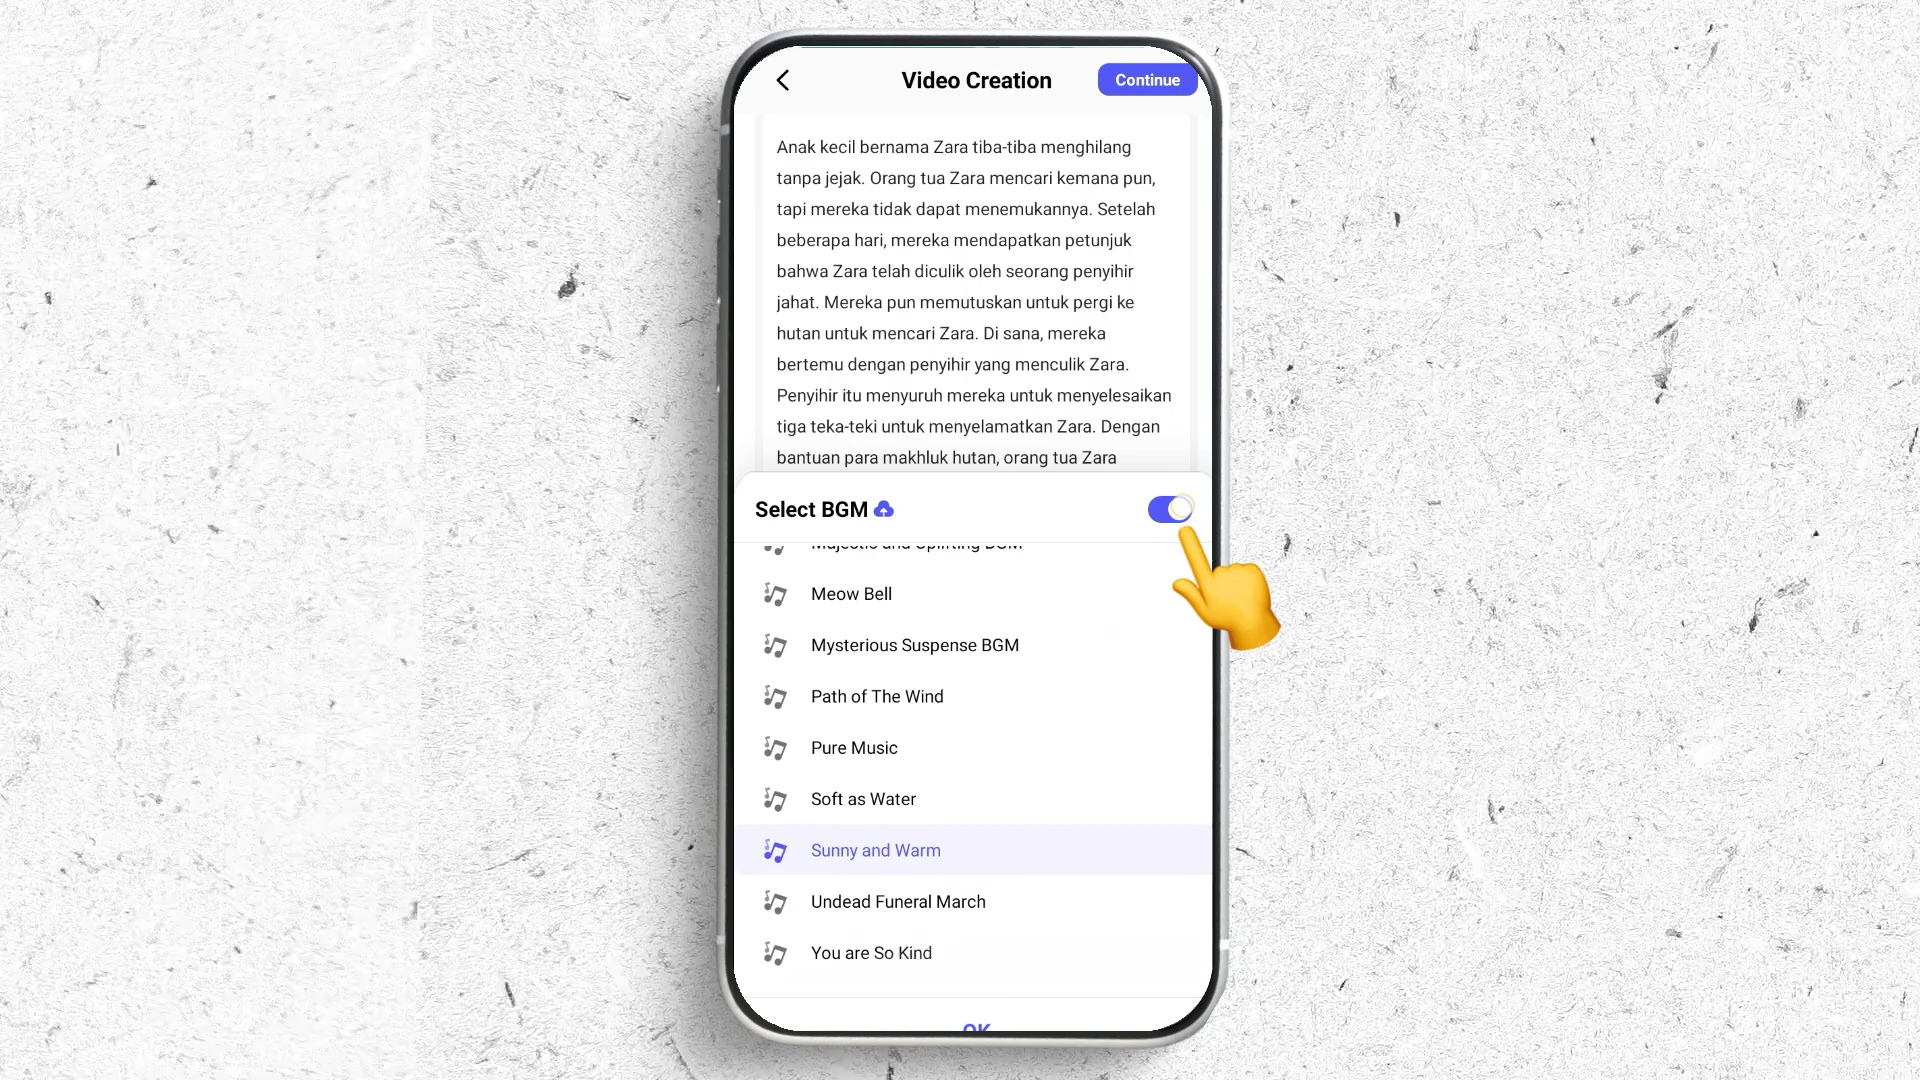 Video Creation
Continue
Anak kecil bernama Zara tiba-tiba menghilang
tanpa jejak. Orang tua Zara mencari kemana pun,
tapi mereka tidak dapat menemukannya. Setelah
beberapa hari, mereka mendapatkan petunjuk
bahwa Zara telah diculik oleh seorang penyihir
jahat. Mereka pun memutuskan untuk pergi ke
hutan untuk mencari Zara. Di sana, mereka
bertemu dengan penyihir yang menculik Zara.
Penyihir itu menyuruh mereka untuk menyelesaikan
tiga teka-teki untuk menyelamatkan Zara. Dengan
bantuan para makhluk hutan, orang tua Zara
Select BGM
Majestic and Uplifting BGM
Meow Bell
Mysterious Suspense BGM
Path of The Wind
Pure Music
Soft as Water
Sunny and Warm
Undead Funeral March
You are So Kind
OK